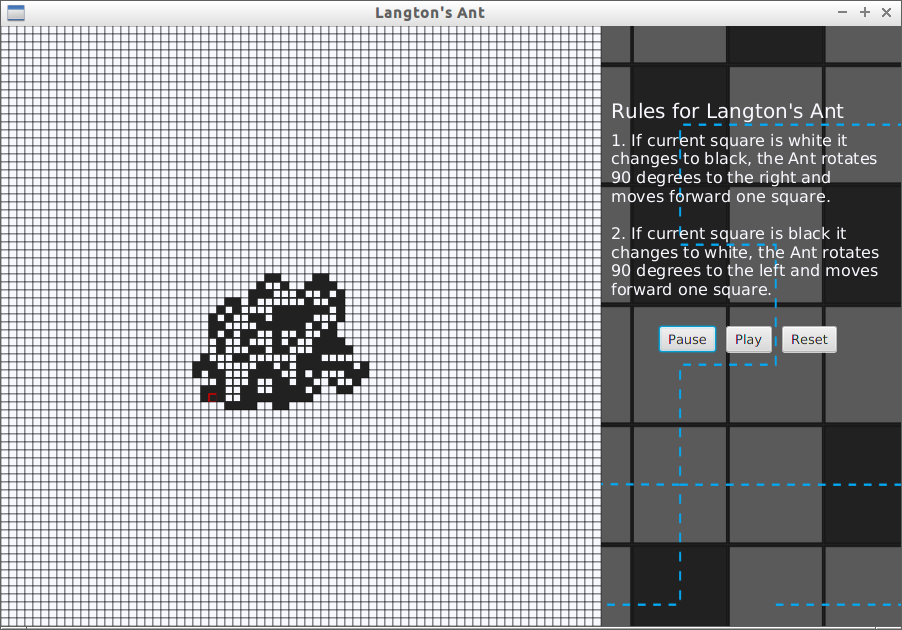 Langton's Ant
Rules for Langton's Ant
1. If current square is white it
changes to black, the Ant rotates
90 degrees to the right and
moves forward one square.
2. If current square is black it
changes to white, the Ant rotates
90 degrees to the left and moves
forward one square.
Pause Play Reset